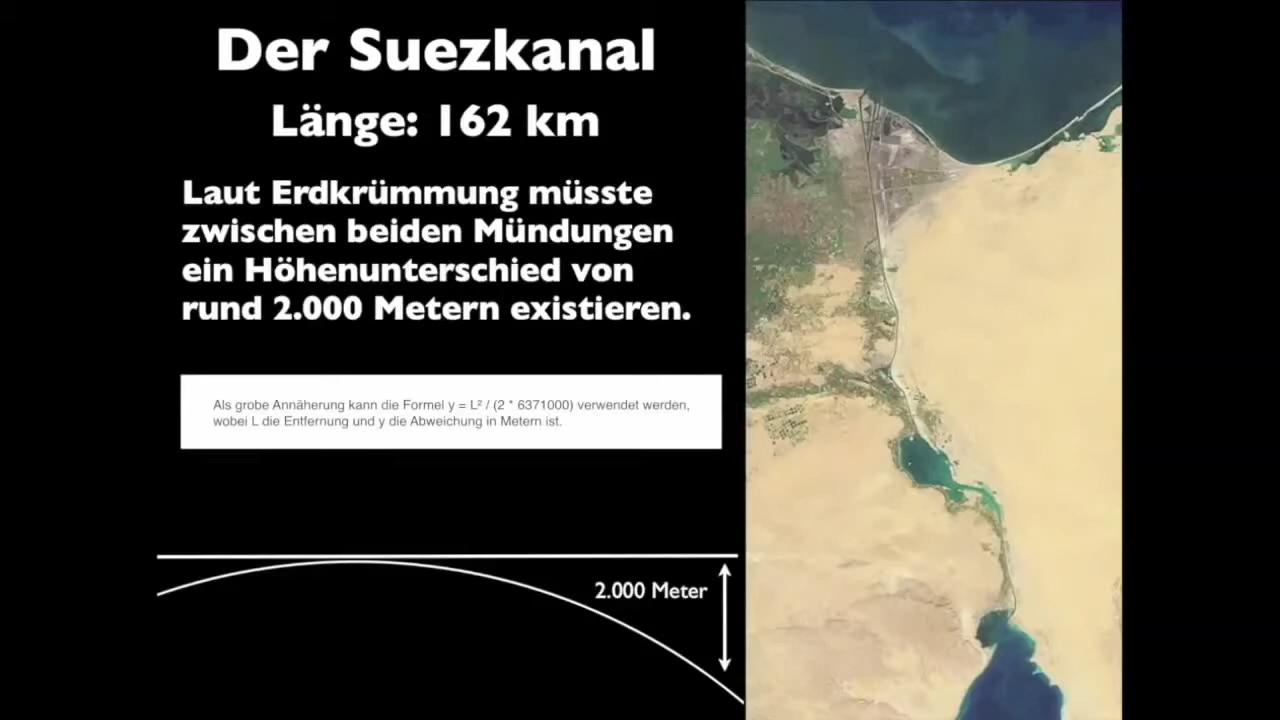 Der Suezkanal
Länge: 162 km
Laut Erdkrümmung müsste
zwischen beiden Mündungen
ein Höhenunterschied von
rund 2.000 Metern existieren.
Als grobe Annäherung kann die Formel y = L² / (2 * 6371000) verwendet werden,
wobei L die Entfernung und y die Abweichung in Metern ist.
2.000 Meter